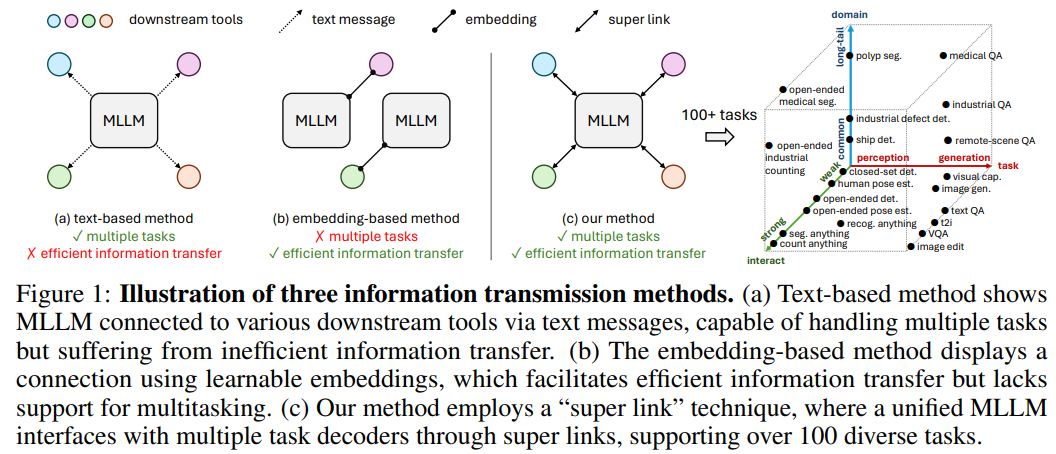 downstream tools
text message
embedding
super link
MLLM
MLLM
MLLM
MLLM
100+ tasks
(a) text-based method
✓ multiple tasks
✗ efficient information transfer
(b) embedding-based method
✗ multiple tasks
✓ efficient information transfer
(c) our method
✓ multiple tasks
✓ efficient information transfer
domain
long-tail
polyp seg.
medical QA
open-ended
medical seg.
industrial QA
industrial defect det.
common
ship det.
remote-scene QA
open-ended
industrial
counting
perception
generation
task
weak
closed-set det.
visual cap.
human pose est.
image gen.
open-ended det.
open-ended pose est.
text QA
recog. anything
t2i
strong
seg. anything
VQA
count anything
image edit
interact
Figure 1: Illustration of three information transmission methods. (a) Text-based method shows
MLLM connected to various downstream tools via text messages, capable of handling multiple tasks
but suffering from inefficient information transfer. (b) The embedding-based method displays a
connection using learnable embeddings, which facilitates efficient information transfer but lacks
support for multitasking. (c) Our method employs a “super link” technique, where a unified MLLM
interfaces with multiple task decoders through super links, supporting over 100 diverse tasks.